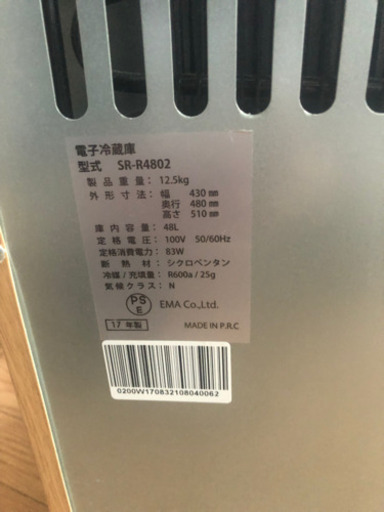 電子冷蔵庫
型式 SR-R4802
製品重量：12.5kg
外形寸法：幅 430㎜
奥行 480㎜
高さ 510㎜
庫内容量：48L
定格電圧：100V 50/60Hz
定格消費電力：83W
断熱材：シクロペンタン
冷媒/充填量：R600a / 25g
気候クラス：N
PS
E
EMA Co.,Ltd.
17年製
MADE IN P.R.C
0200W170832108040062